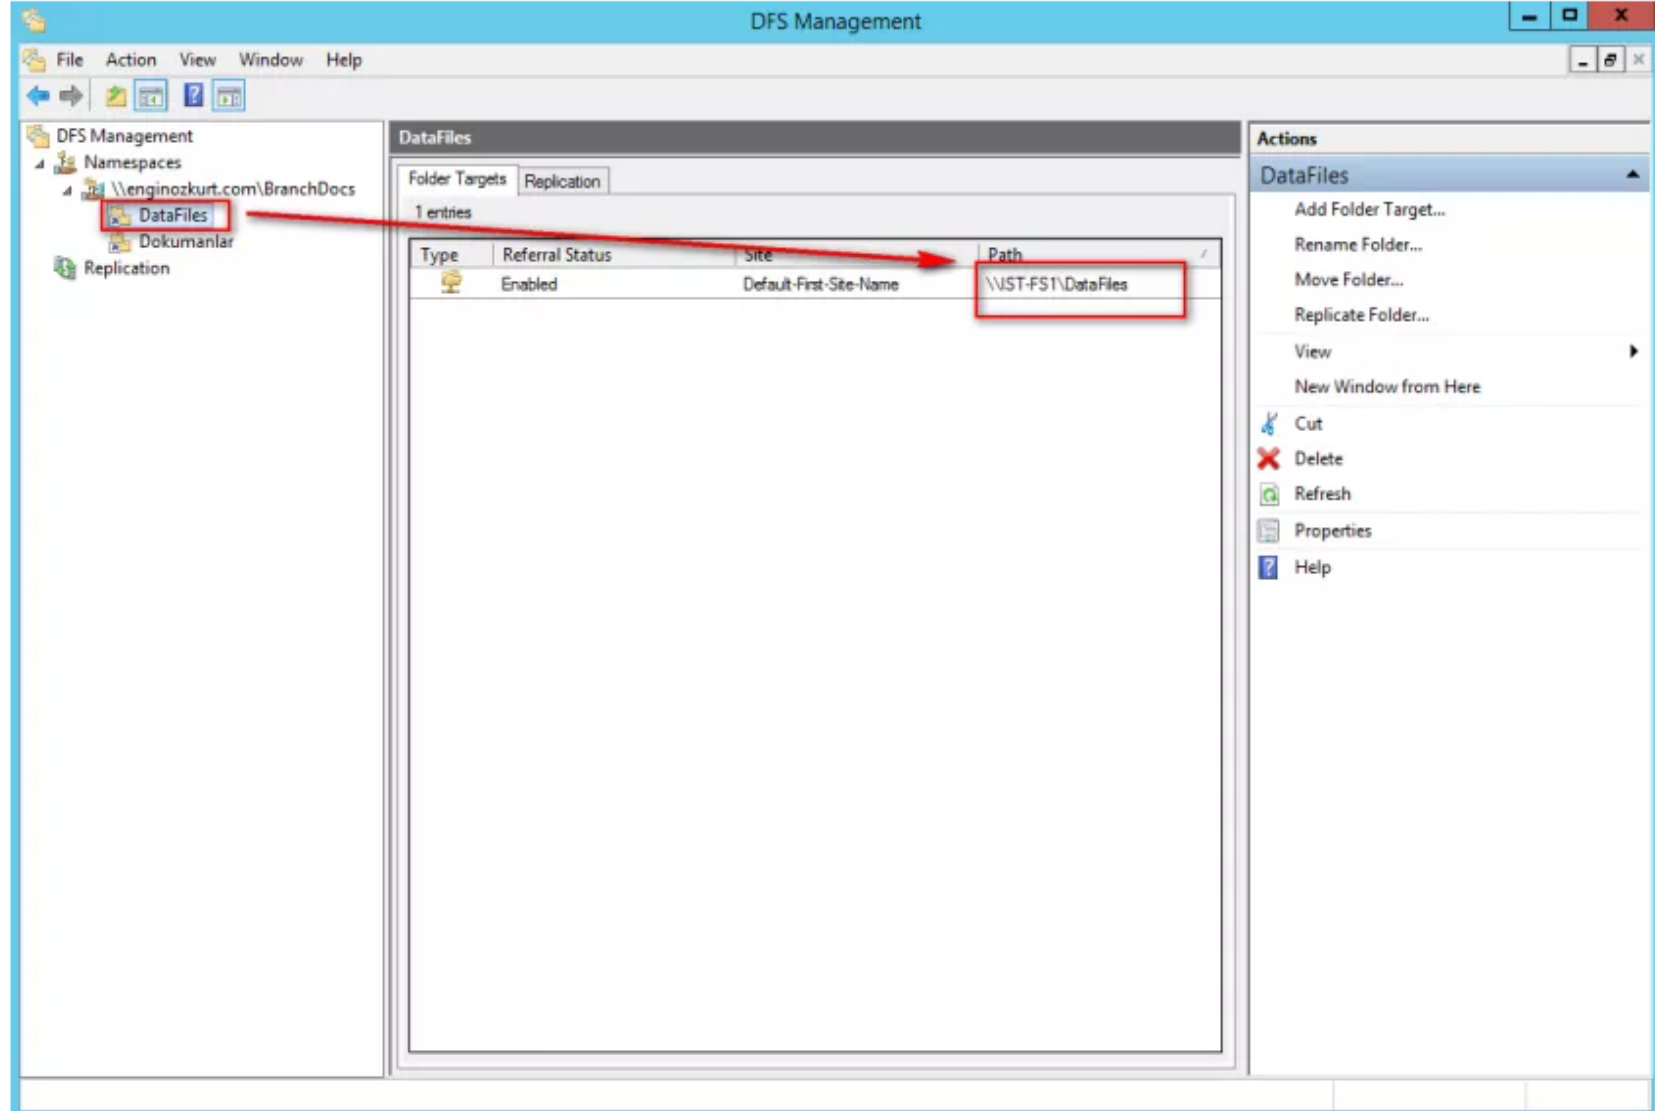 DFS Management
File Action View Window Help
DFS Management
Namespaces
\\enginozkurt.com\BranchDocs
DataFiles
Dokumanlar
Replication
DataFiles
Folder Targets Replication
1 entries
Type Referral Status Site Path
Enabled Default-First-Site-Name \\IST-FS1\DataFiles
Actions
DataFiles
Add Folder Target...
Rename Folder...
Move Folder...
Replicate Folder...
View
New Window from Here
Cut
Delete
Refresh
Properties
Help